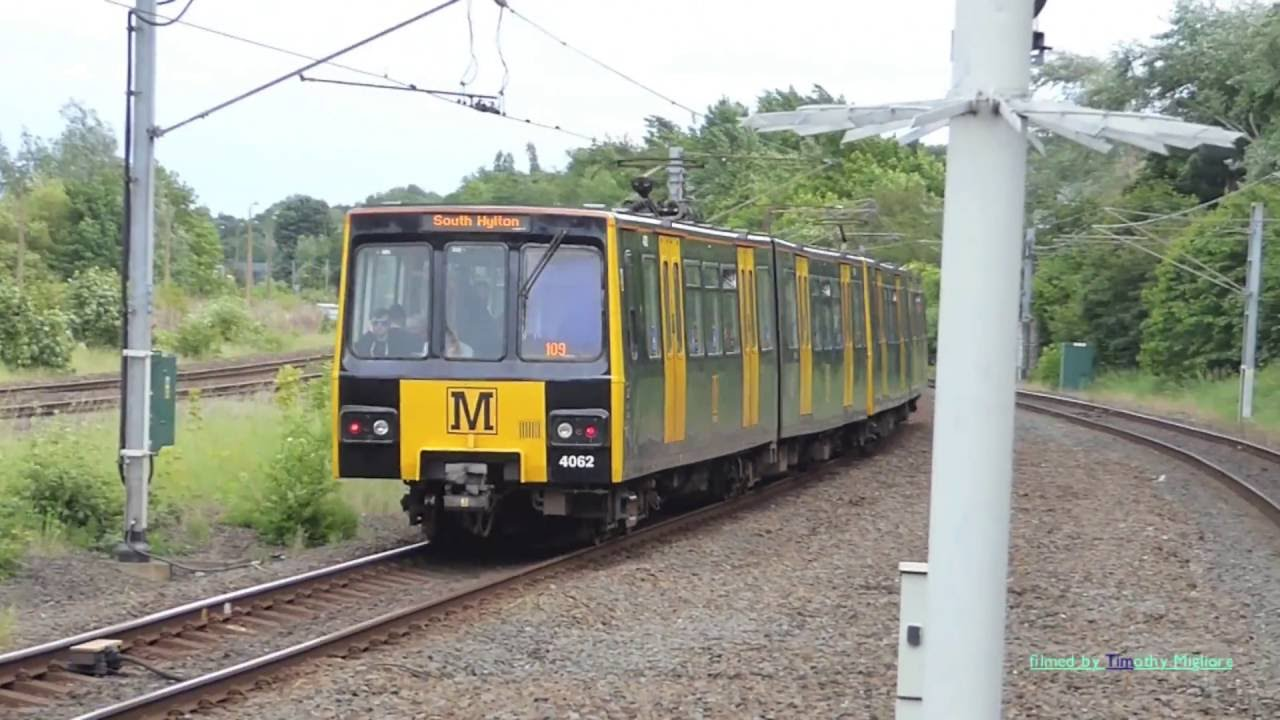 South Hylton
109
M
4062
filmed by Timothy Migliore